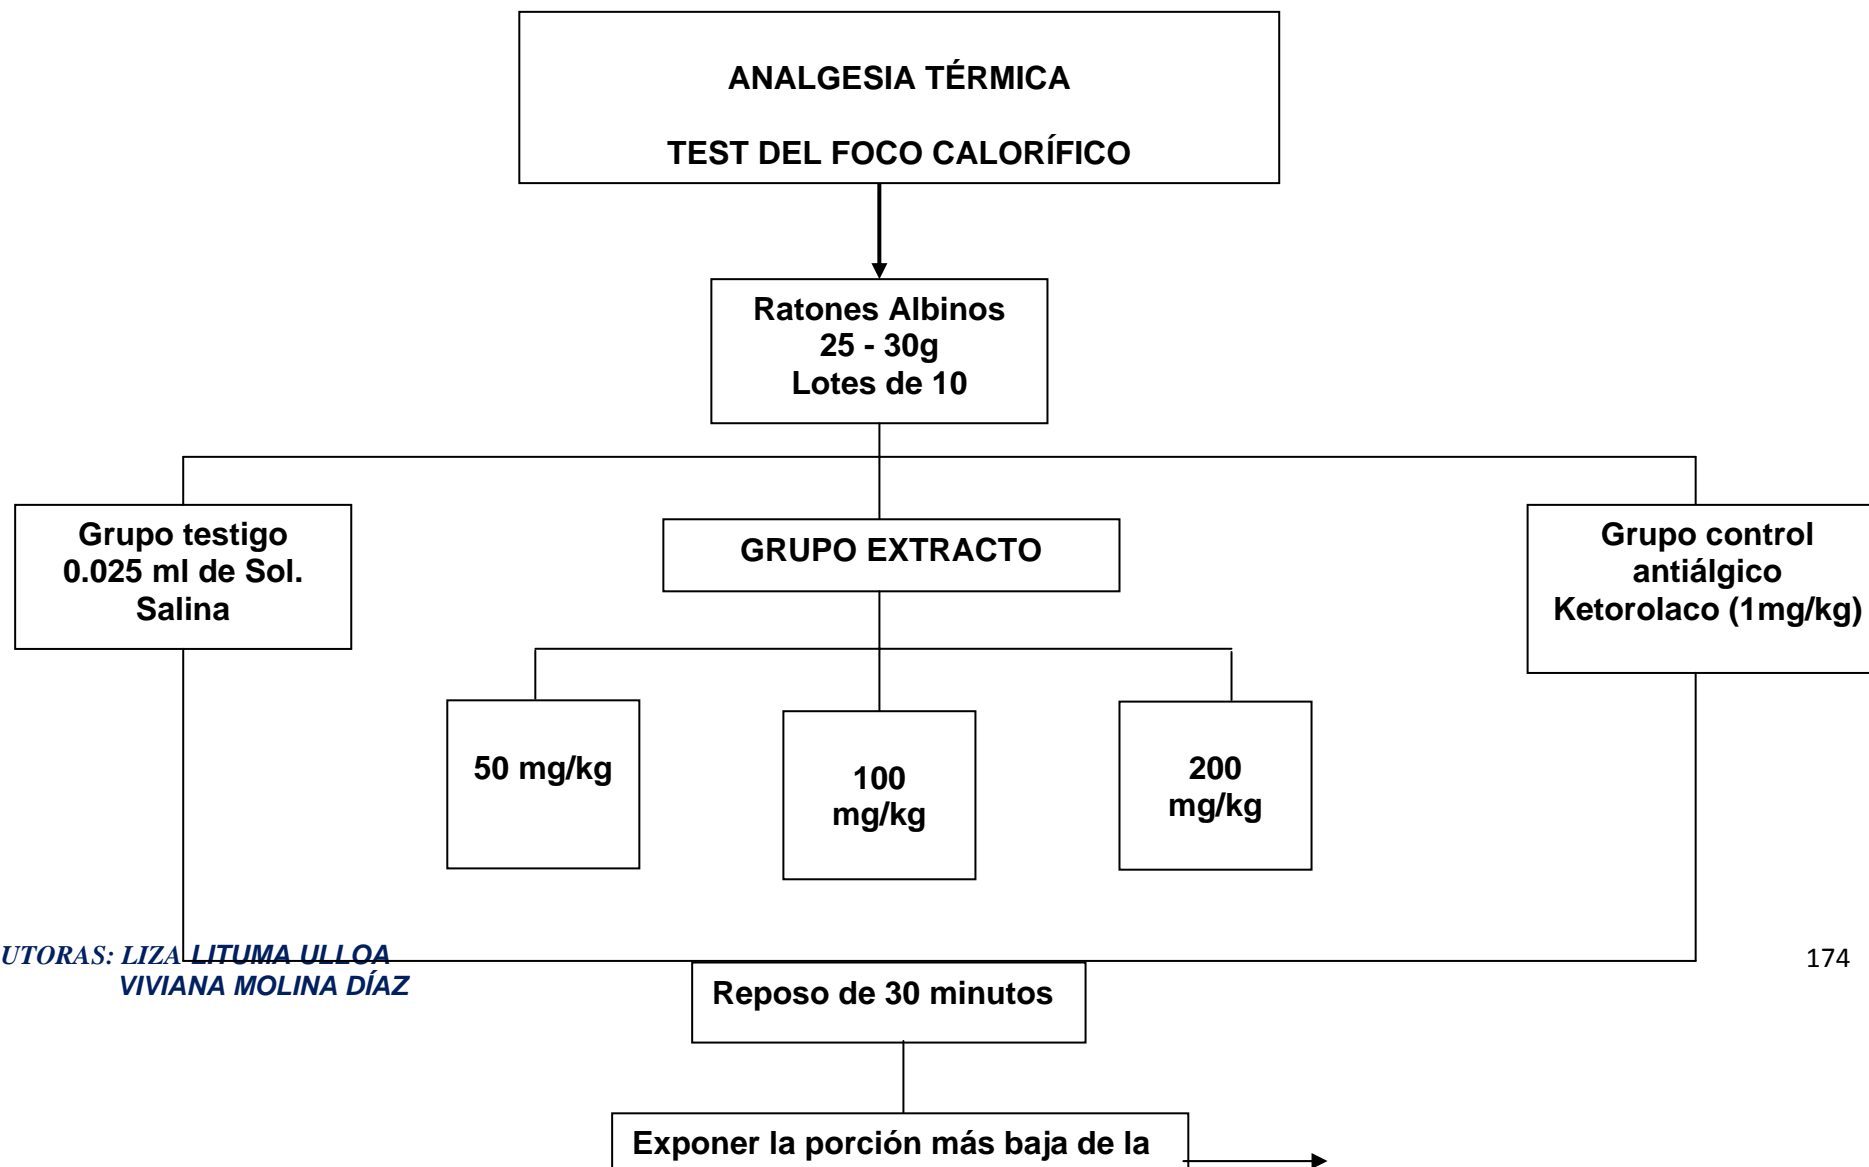 ANALGESIA TÉRMICA
TEST DEL FOCO CALORÍFICO
Ratones Albinos
25 - 30g
Lotes de 10
Grupo testigo
0.025 ml de Sol.
Salina
GRUPO EXTRACTO
Grupo control
antiálgico
Ketorolaco (1mg/kg)
50 mg/kg
100
mg/kg
200
mg/kg
UTORAS: LIZA LITUMA ULLOA
VIVIANA MOLINA DÍAZ
174
Reposo de 30 minutos
Exponer la porción más baja de la